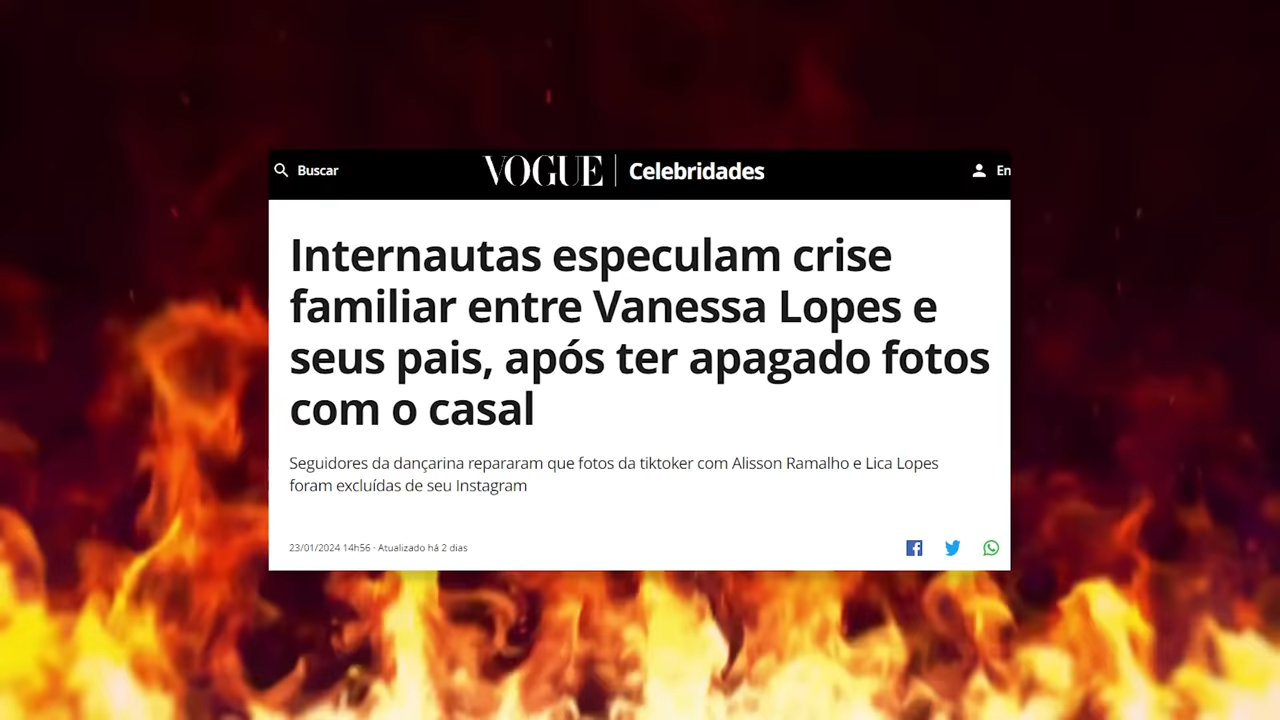 Buscar
VOGUE | Celebridades
En
Internautas especulam crise
familiar entre Vanessa Lopes e
seus pais, após ter apagado fotos
com o casal
Seguidores da dançarina repararam que fotos da tiktoker com Alisson Ramalho e Lica Lopes
foram excluídas de seu Instagram
23/01/2024 14h56 · Atualizado há 2 dias